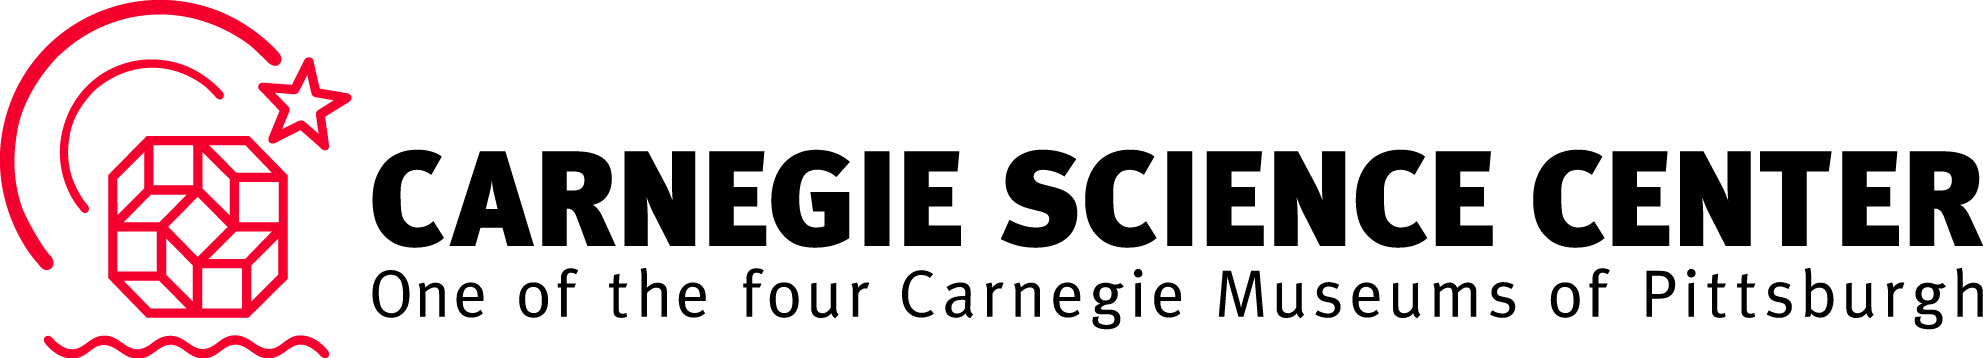 CARNEGIE SCIENCE CENTER
One of the four Carnegie Museums of Pittsburgh